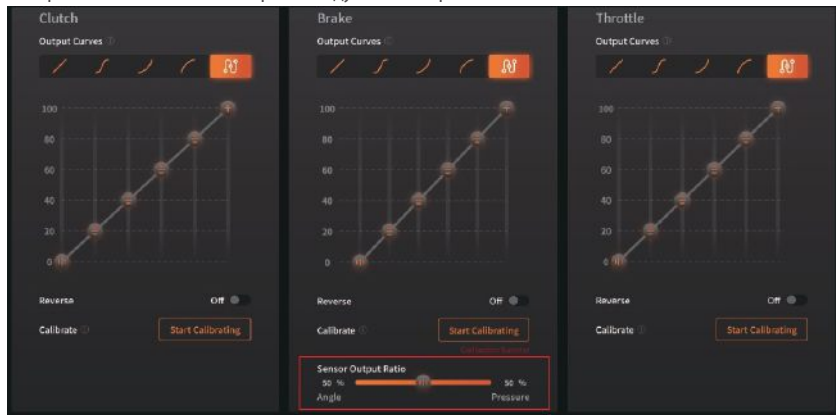 Clutch
Output Curves
100
80
60
40
20
0
Reverse Off
Calibrate Start Calibrating
Brake
Output Curves
100
80
60
40
20
0
Reverse Off
Calibrate Start Calibrating
Sensor Output Ratio
50 % 50 %
Angle Pressure
Throttle
Output Curves
100
80
60
40
20
0
Reverse Off
Calibrate Start Calibrating